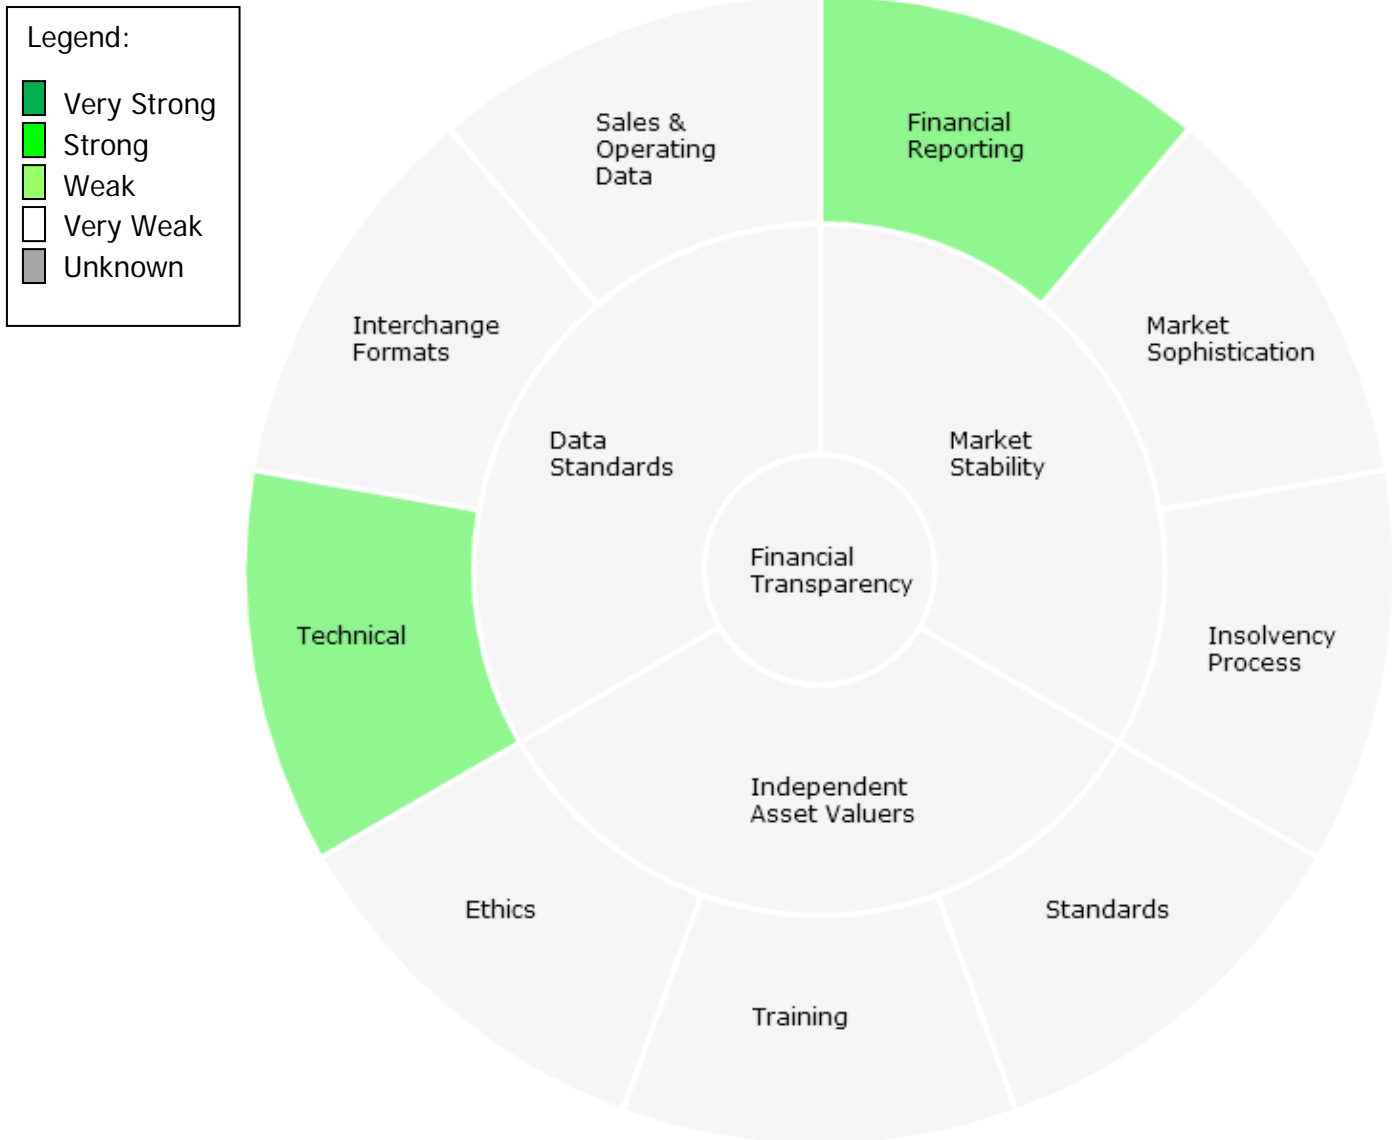 Legend:
Very Strong
Strong
Weak
Very Weak
Unknown
Sales &
Operating
Data
Financial
Reporting
Interchange
Formats
Market
Sophistication
Data
Standards
Market
Stability
Financial
Transparency
Technical
Insolvency
Process
Independent
Asset Valuers
Ethics
Standards
Training